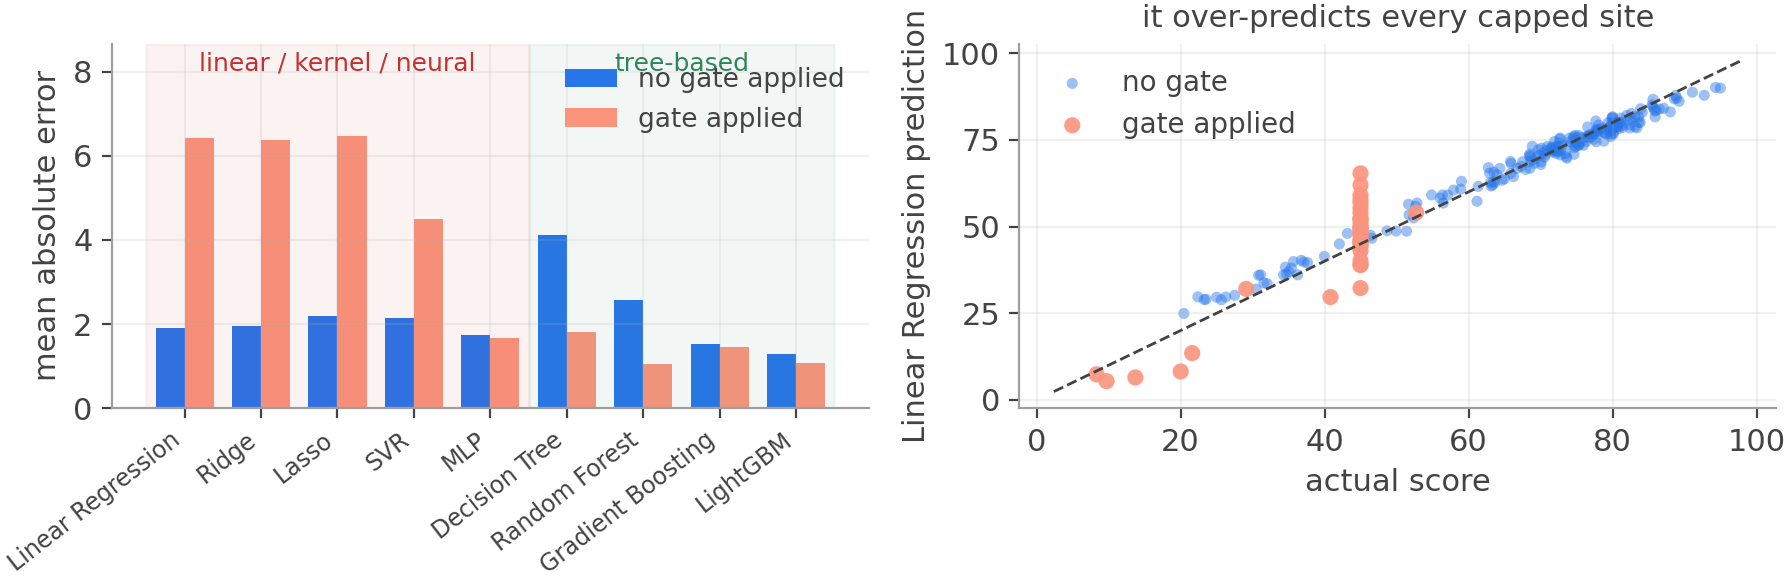 linear / kernel / neural
tree-based
no gate applied
gate applied
mean absolute error
8
6
4
2
0
Linear Regression
Ridge
Lasso
SVR
MLP
Decision Tree
Random Forest
Gradient Boosting
LightGBM
it over-predicts every capped site
no gate
gate applied
Linear Regression prediction
100
75
50
25
0
0
20
40
60
80
100
actual score